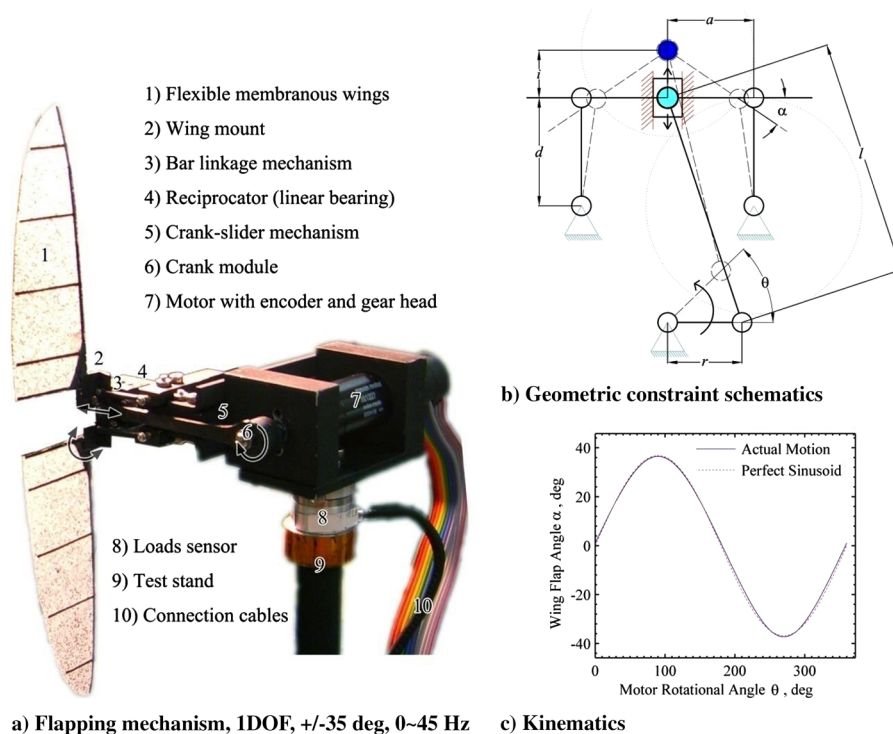 1) Flexible membranous wings
2) Wing mount
3) Bar linkage mechanism
4) Reciprocator (linear bearing)
5) Crank-slider mechanism
6) Crank module
7) Motor with encoder and gear head
1
2
3
4
5
6
7
8
9
10
8) Loads sensor
9) Test stand
10) Connection cables
a) Flapping mechanism, 1DOF, +/-35 deg, 0~45 Hz
a
i
α
d
l
θ
r
b) Geometric constraint schematics
Actual Motion
Perfect Sinusoid
Wing Flap Angle α , deg
40
20
0
-20
-40
0 100 200 300
Motor Rotational Angle θ , deg
c) Kinematics